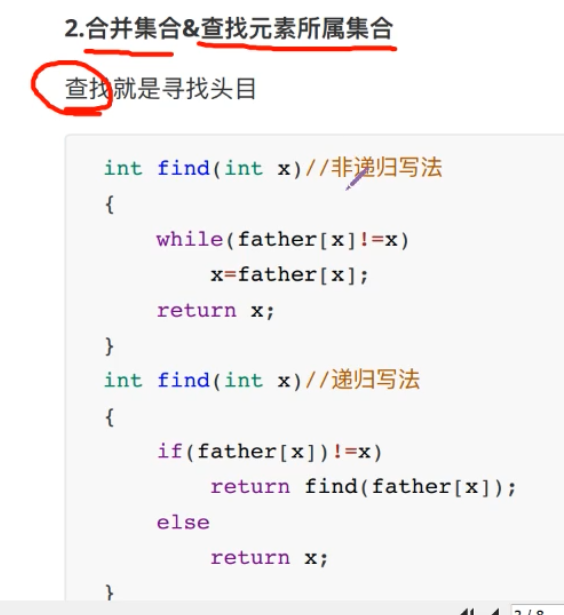 2.合并集合&查找元素所属集合
查找就是寻找头目
int find(int x)//非递归写法
{
while(father[x]!=x)
x=father[x];
return x;
}
int find(int x)//递归写法
{
if(father[x])!=x)
return find(father[x]);
else
return x;
}